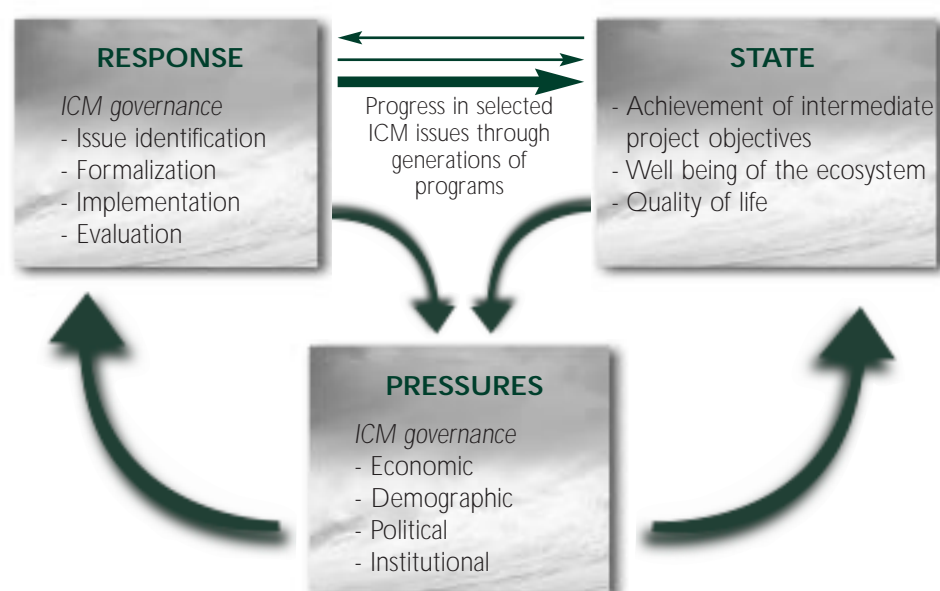 RESPONSE
ICM governance
- Issue identification
- Formalization
- Implementation
- Evaluation
Progress in selected
ICM issues through
generations of
programs
STATE
- Achievement of intermediate
project objectives
- Well being of the ecosystem
- Quality of life
PRESSURES
ICM governance
- Economic
- Demographic
- Political
- Institutional